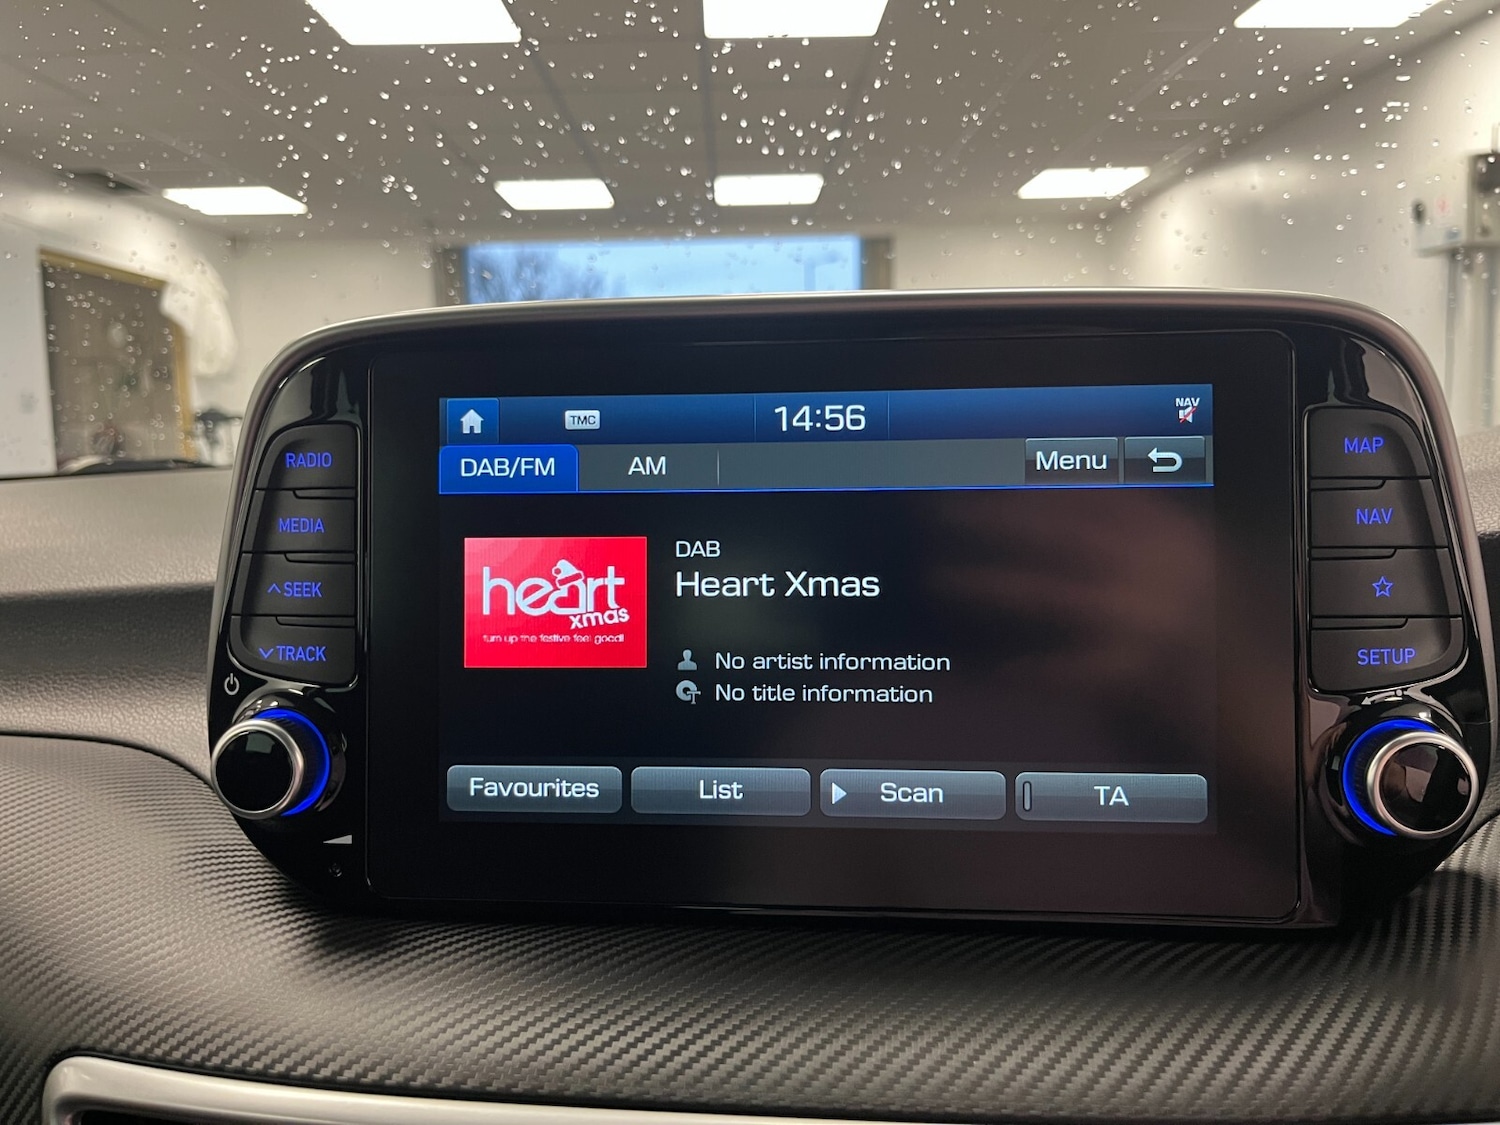 TMC
14:56
NAV
DAB/FM
AM
Menu
RADIO
MEDIA
SEEK
TRACK
heart
xmas
turn up the festive feel good!
DAB
Heart Xmas
No artist information
No title information
Favourites
List
Scan
TA
MAP
NAV
SETUP